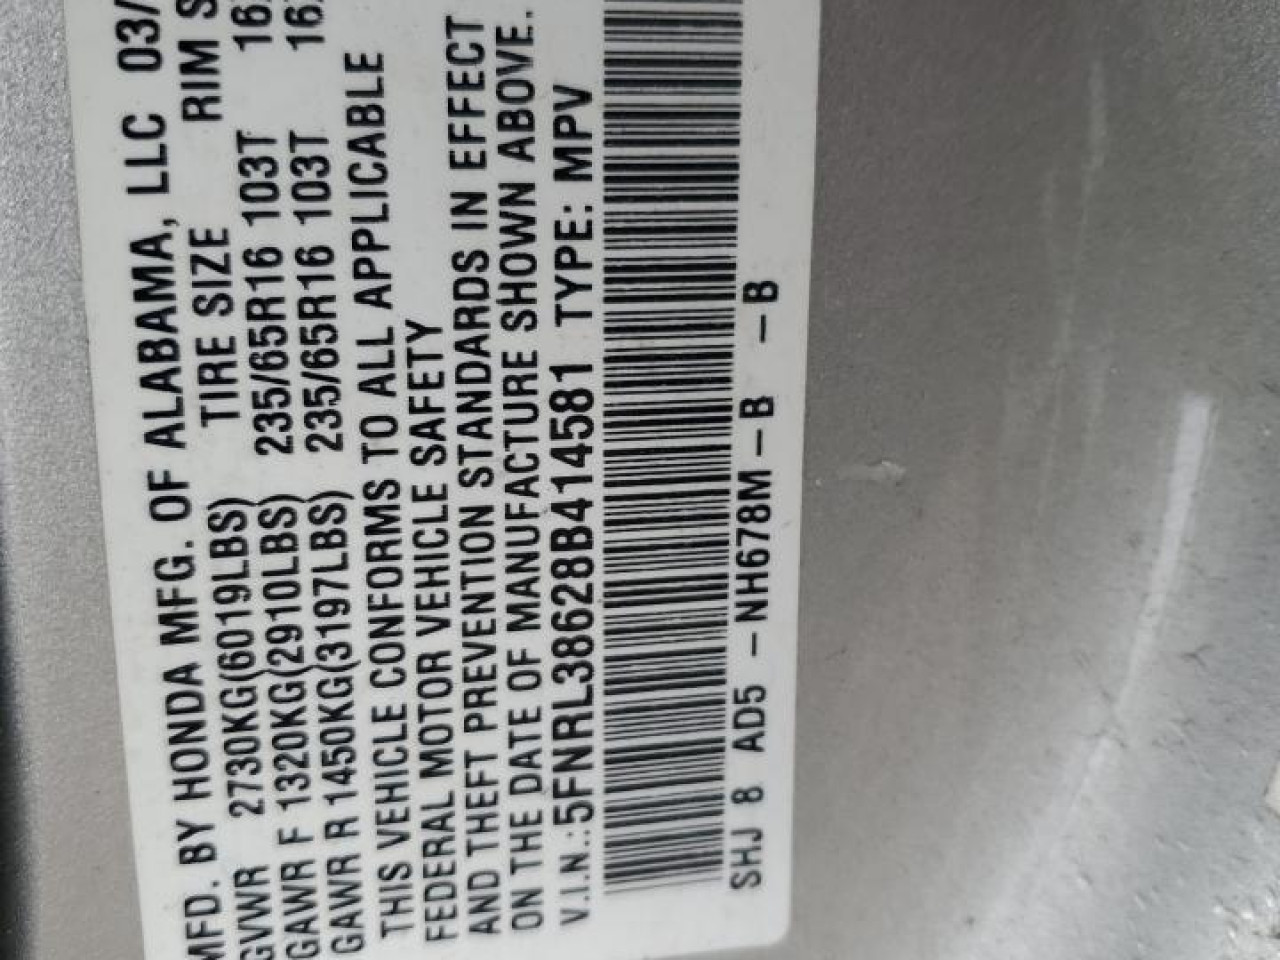 MFD. BY HONDA MFG. OF ALABAMA, LLC 03/
TIRE SIZE RIM S
GVWR 2730KG(6019LBS)
GAWR F 1320KG(2910LBS) 235/65R16 103T 16
GAWR R 1450KG(3197LBS) 235/65R16 103T 16
THIS VEHICLE CONFORMS TO ALL APPLICABLE
FEDERAL MOTOR VEHICLE SAFETY
AND THEFT PREVENTION STANDARDS IN EFFECT
ON THE DATE OF MANUFACTURE SHOWN ABOVE.
V.I.N.:5FNRL38628B414581 TYPE: MPV
SHJ 8 AD5 -NH678M-B -B